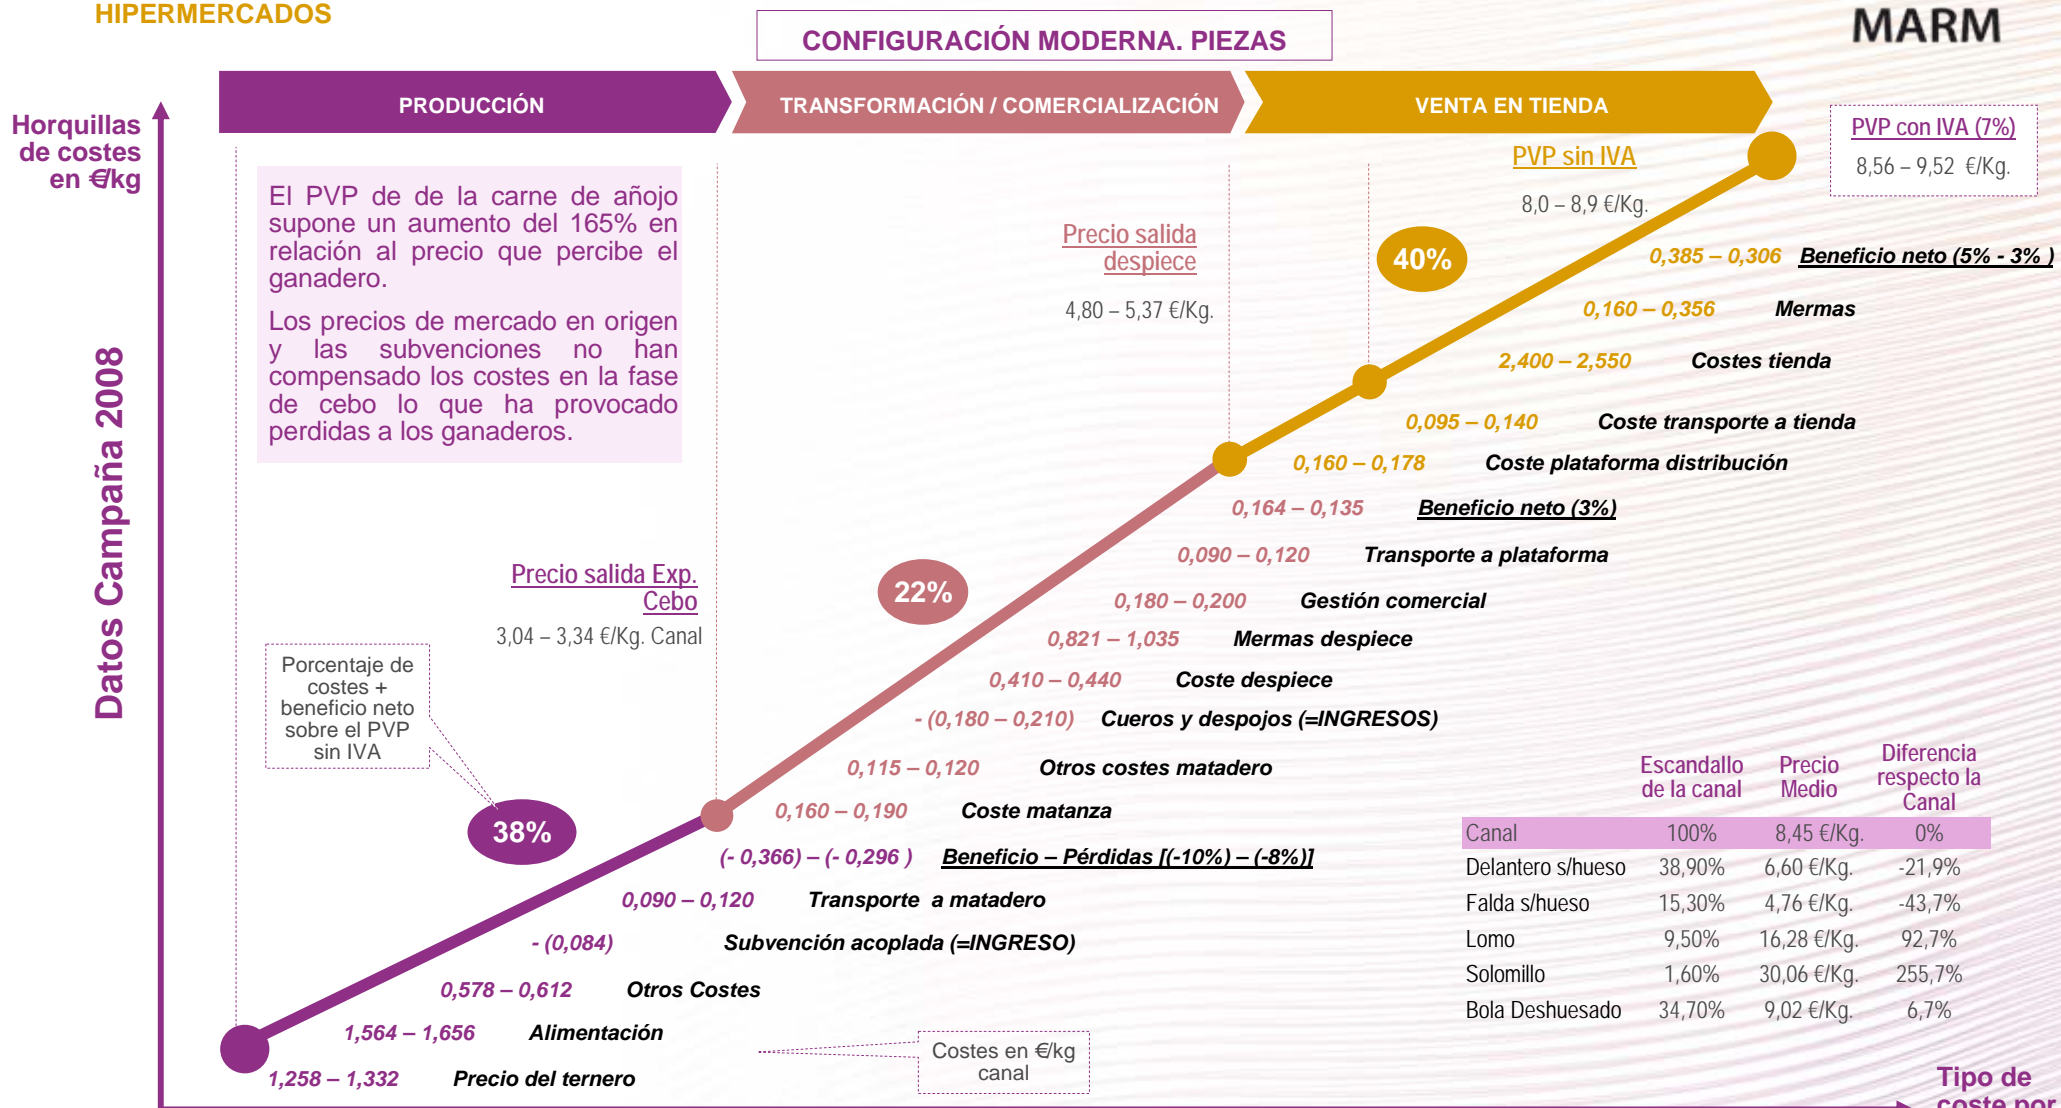 HIPERMERCADOS
MARM
CONFIGURACIÓN MODERNA. PIEZAS
PRODUCCIÓN
TRANSFORMACIÓN / COMERCIALIZACIÓN
VENTA EN TIENDA
Horquillas
de costes
en €/kg
Datos Campaña 2008
El PVP de de la carne de añojo
supone un aumento del 165% en
relación al precio que percibe el
ganadero.
Los precios de mercado en origen
y las subvenciones no han
compensado los costes en la fase
de cebo lo que ha provocado
perdidas a los ganaderos.
PVP con IVA (7%)
8,56 – 9,52 €/Kg.
PVP sin IVA
8,0 – 8,9 €/Kg.
Precio salida
despiece
4,80 – 5,37 €/Kg.
40%
0,385 – 0,306 Beneficio neto (5% - 3% )
0,160 – 0,356 Mermas
2,400 – 2,550 Costes tienda
0,095 – 0,140 Coste transporte a tienda
0,160 – 0,178 Coste plataforma distribución
0,164 – 0,135 Beneficio neto (3%)
0,090 – 0,120 Transporte a plataforma
0,180 – 0,200 Gestión comercial
0,821 – 1,035 Mermas despiece
0,410 – 0,440 Coste despiece
- (0,180 – 0,210) Cueros y despojos (=INGRESOS)
0,115 – 0,120 Otros costes matadero
0,160 – 0,190 Coste matanza
22%
Precio salida Exp.
Cebo
3,04 – 3,34 €/Kg. Canal
Porcentaje de
costes +
beneficio neto
sobre el PVP
sin IVA
38%
(- 0,366) – (- 0,296 ) Beneficio – Pérdidas [(-10%) – (-8%)]
0,090 – 0,120 Transporte a matadero
- (0,084) Subvención acoplada (=INGRESO)
0,578 – 0,612 Otros Costes
1,564 – 1,656 Alimentación
1,258 – 1,332 Precio del ternero
Costes en €/kg
canal
Escandallo de la canal Precio Medio Diferencia respecto la Canal
Canal 100% 8,45 €/Kg. 0%
Delantero s/hueso 38,90% 6,60 €/Kg. -21,9%
Falda s/hueso 15,30% 4,76 €/Kg. -43,7%
Lomo 9,50% 16,28 €/Kg. 92,7%
Solomillo 1,60% 30,06 €/Kg. 255,7%
Bola Deshuesado 34,70% 9,02 €/Kg. 6,7%
Tipo de
coste por